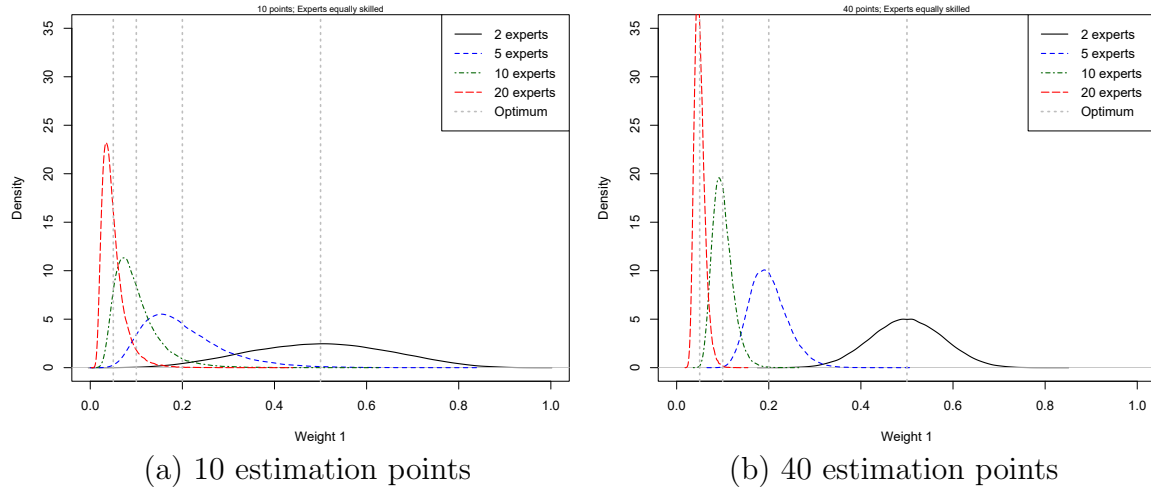 10 points; Experts equally skilled
35
30
25
20
15
10
5
0
Density
2 experts
5 experts
10 experts
20 experts
Optimum
0.0 0.2 0.4 0.6 0.8 1.0
Weight 1
(a) 10 estimation points
40 points; Experts equally skilled
35
30
25
20
15
10
5
0
Density
2 experts
5 experts
10 experts
20 experts
Optimum
0.0 0.2 0.4 0.6 0.8 1.0
Weight 1
(b) 40 estimation points